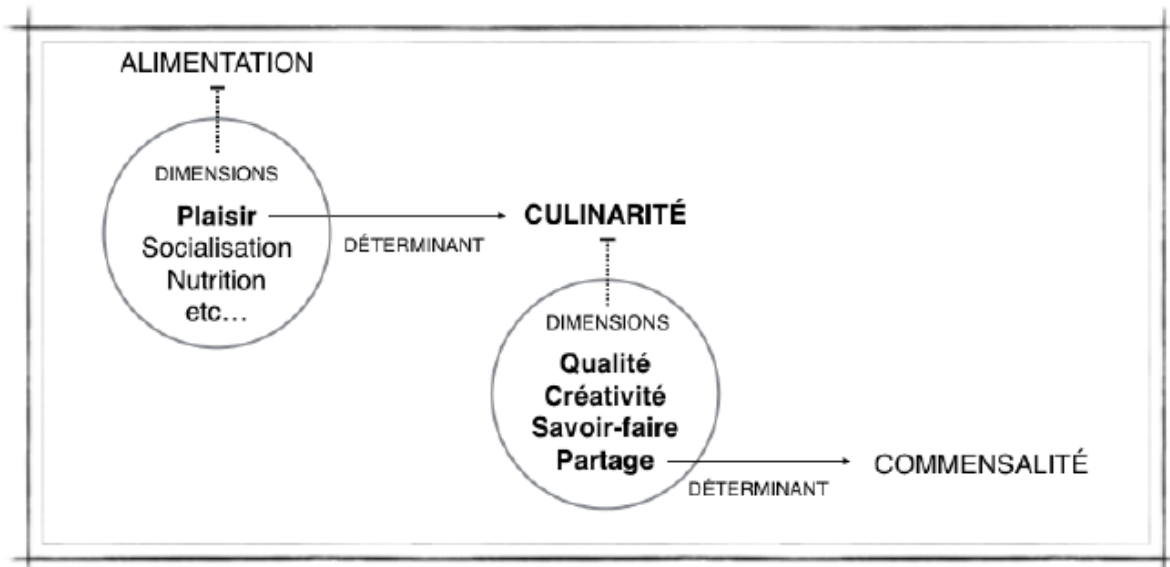 ALIMENTATION
DIMENSIONS
Plaisir
Socialisation
Nutrition
etc...
DÉTERMINANT
CULINARITÉ
DIMENSIONS
Qualité
Créativité
Savoir-faire
Partage
DÉTERMINANT
COMMENSALITÉ